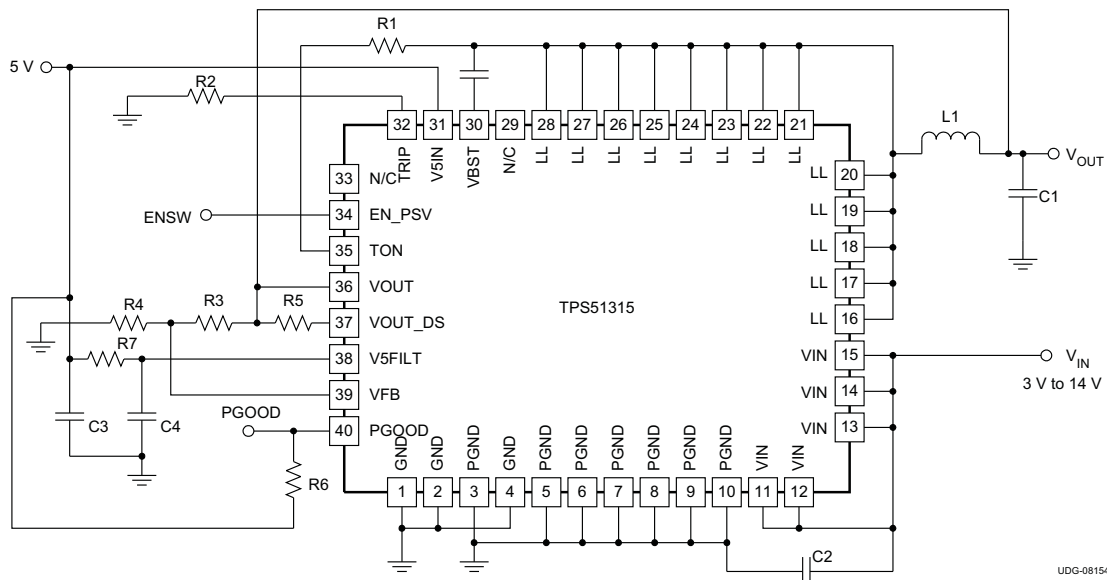 R1
5 V
R2
L1
32 31 30 29 28 27 26 25 24 23 22 21
TRIP V5IN VBST N/C LL LL LL LL LL LL LL LL
VOUT
C1
33 N/C
LL 20
ENSW
34 EN_PSV
LL 19
35 TON
LL 18
36 VOUT
LL 17
R4 R3 R5
37 VOUT_DS
TPS51315
LL 16
R7
38 V5FILT
VIN 15
VIN
3 V to 14 V
39 VFB
VIN 14
C3 C4
PGOOD
40 PGOOD
VIN 13
GND GND PGND GND PGND PGND PGND PGND PGND PGND VIN VIN
R6
1 2 3 4 5 6 7 8 9 10 11 12
C2
UDG-08154